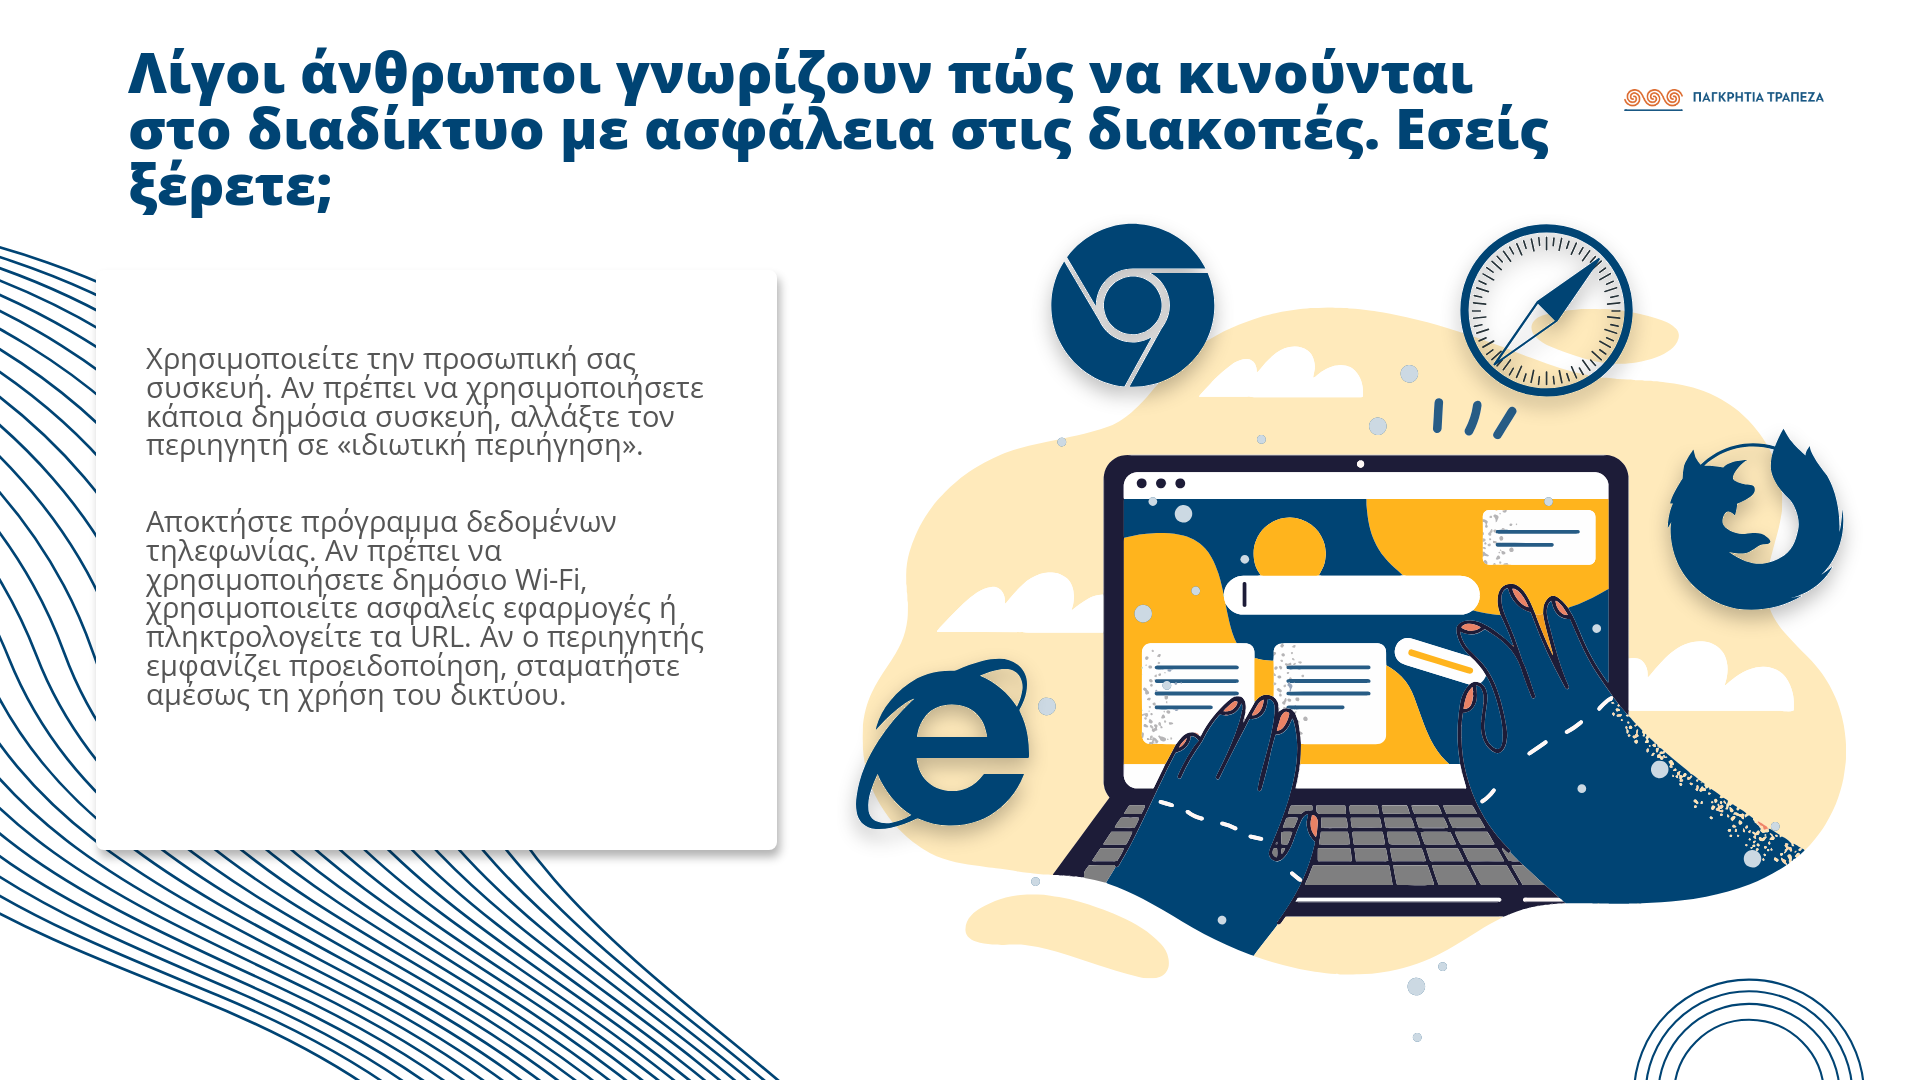 Λίγοι άνθρωποι γνωρίζουν πώς να κινούνται
στο διαδίκτυο με ασφάλεια στις διακοπές. Εσείς
ξέρετε;
ΠΑΓΚΡΗΤΙΑ ΤΡΑΠΕΖΑ
Χρησιμοποιείτε την προσωπική σας
συσκευή. Αν πρέπει να χρησιμοποιήσετε
κάποια δημόσια συσκευή, αλλάξτε τον
περιηγητή σε «ιδιωτική περιήγηση».
Αποκτήστε πρόγραμμα δεδομένων
τηλεφωνίας. Αν πρέπει να
χρησιμοποιήσετε δημόσιο Wi-Fi,
χρησιμοποιείτε ασφαλείς εφαρμογές ή
πληκτρολογείτε τα URL. Αν ο περιηγητής
εμφανίζει προειδοποίηση, σταματήστε
αμέσως τη χρήση του δικτύου.